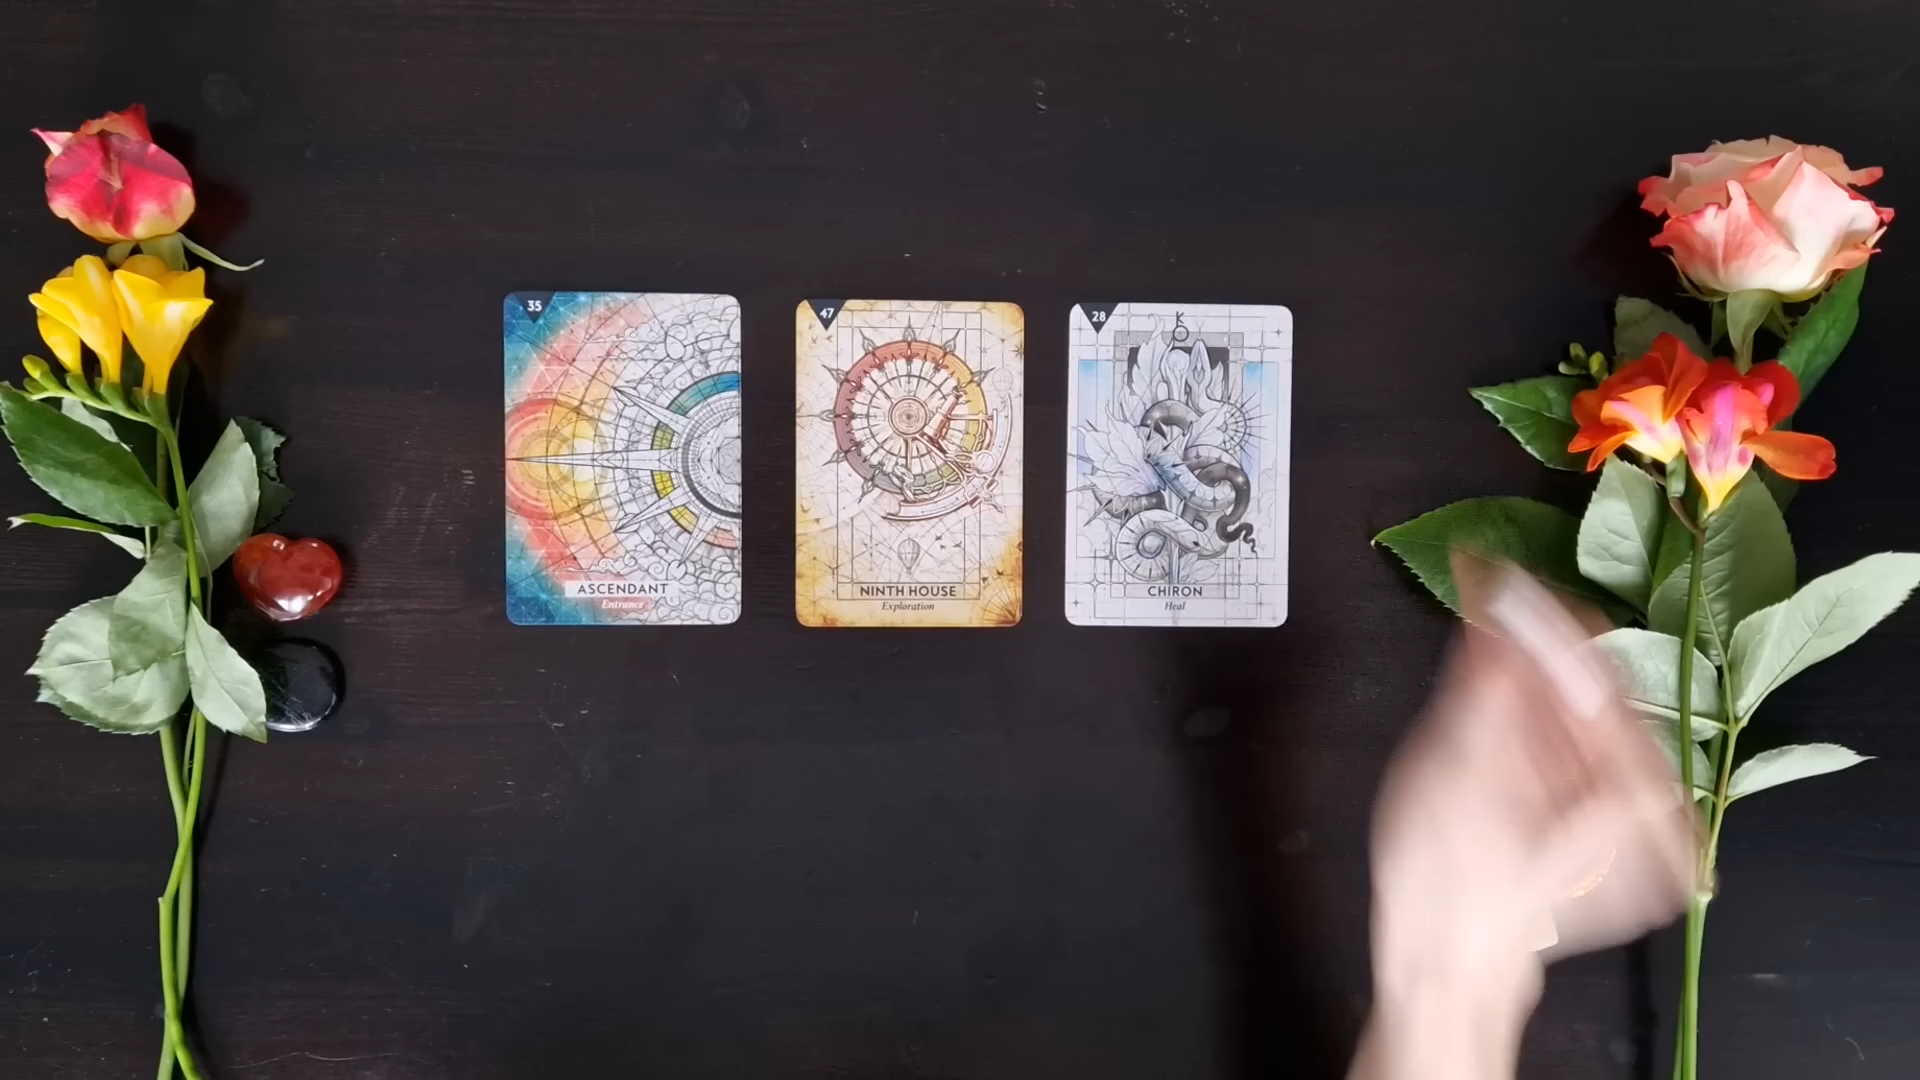 35
ASCENDANT
Entrance
47
NINTH HOUSE
Exploration
28
CHIRON
Heal